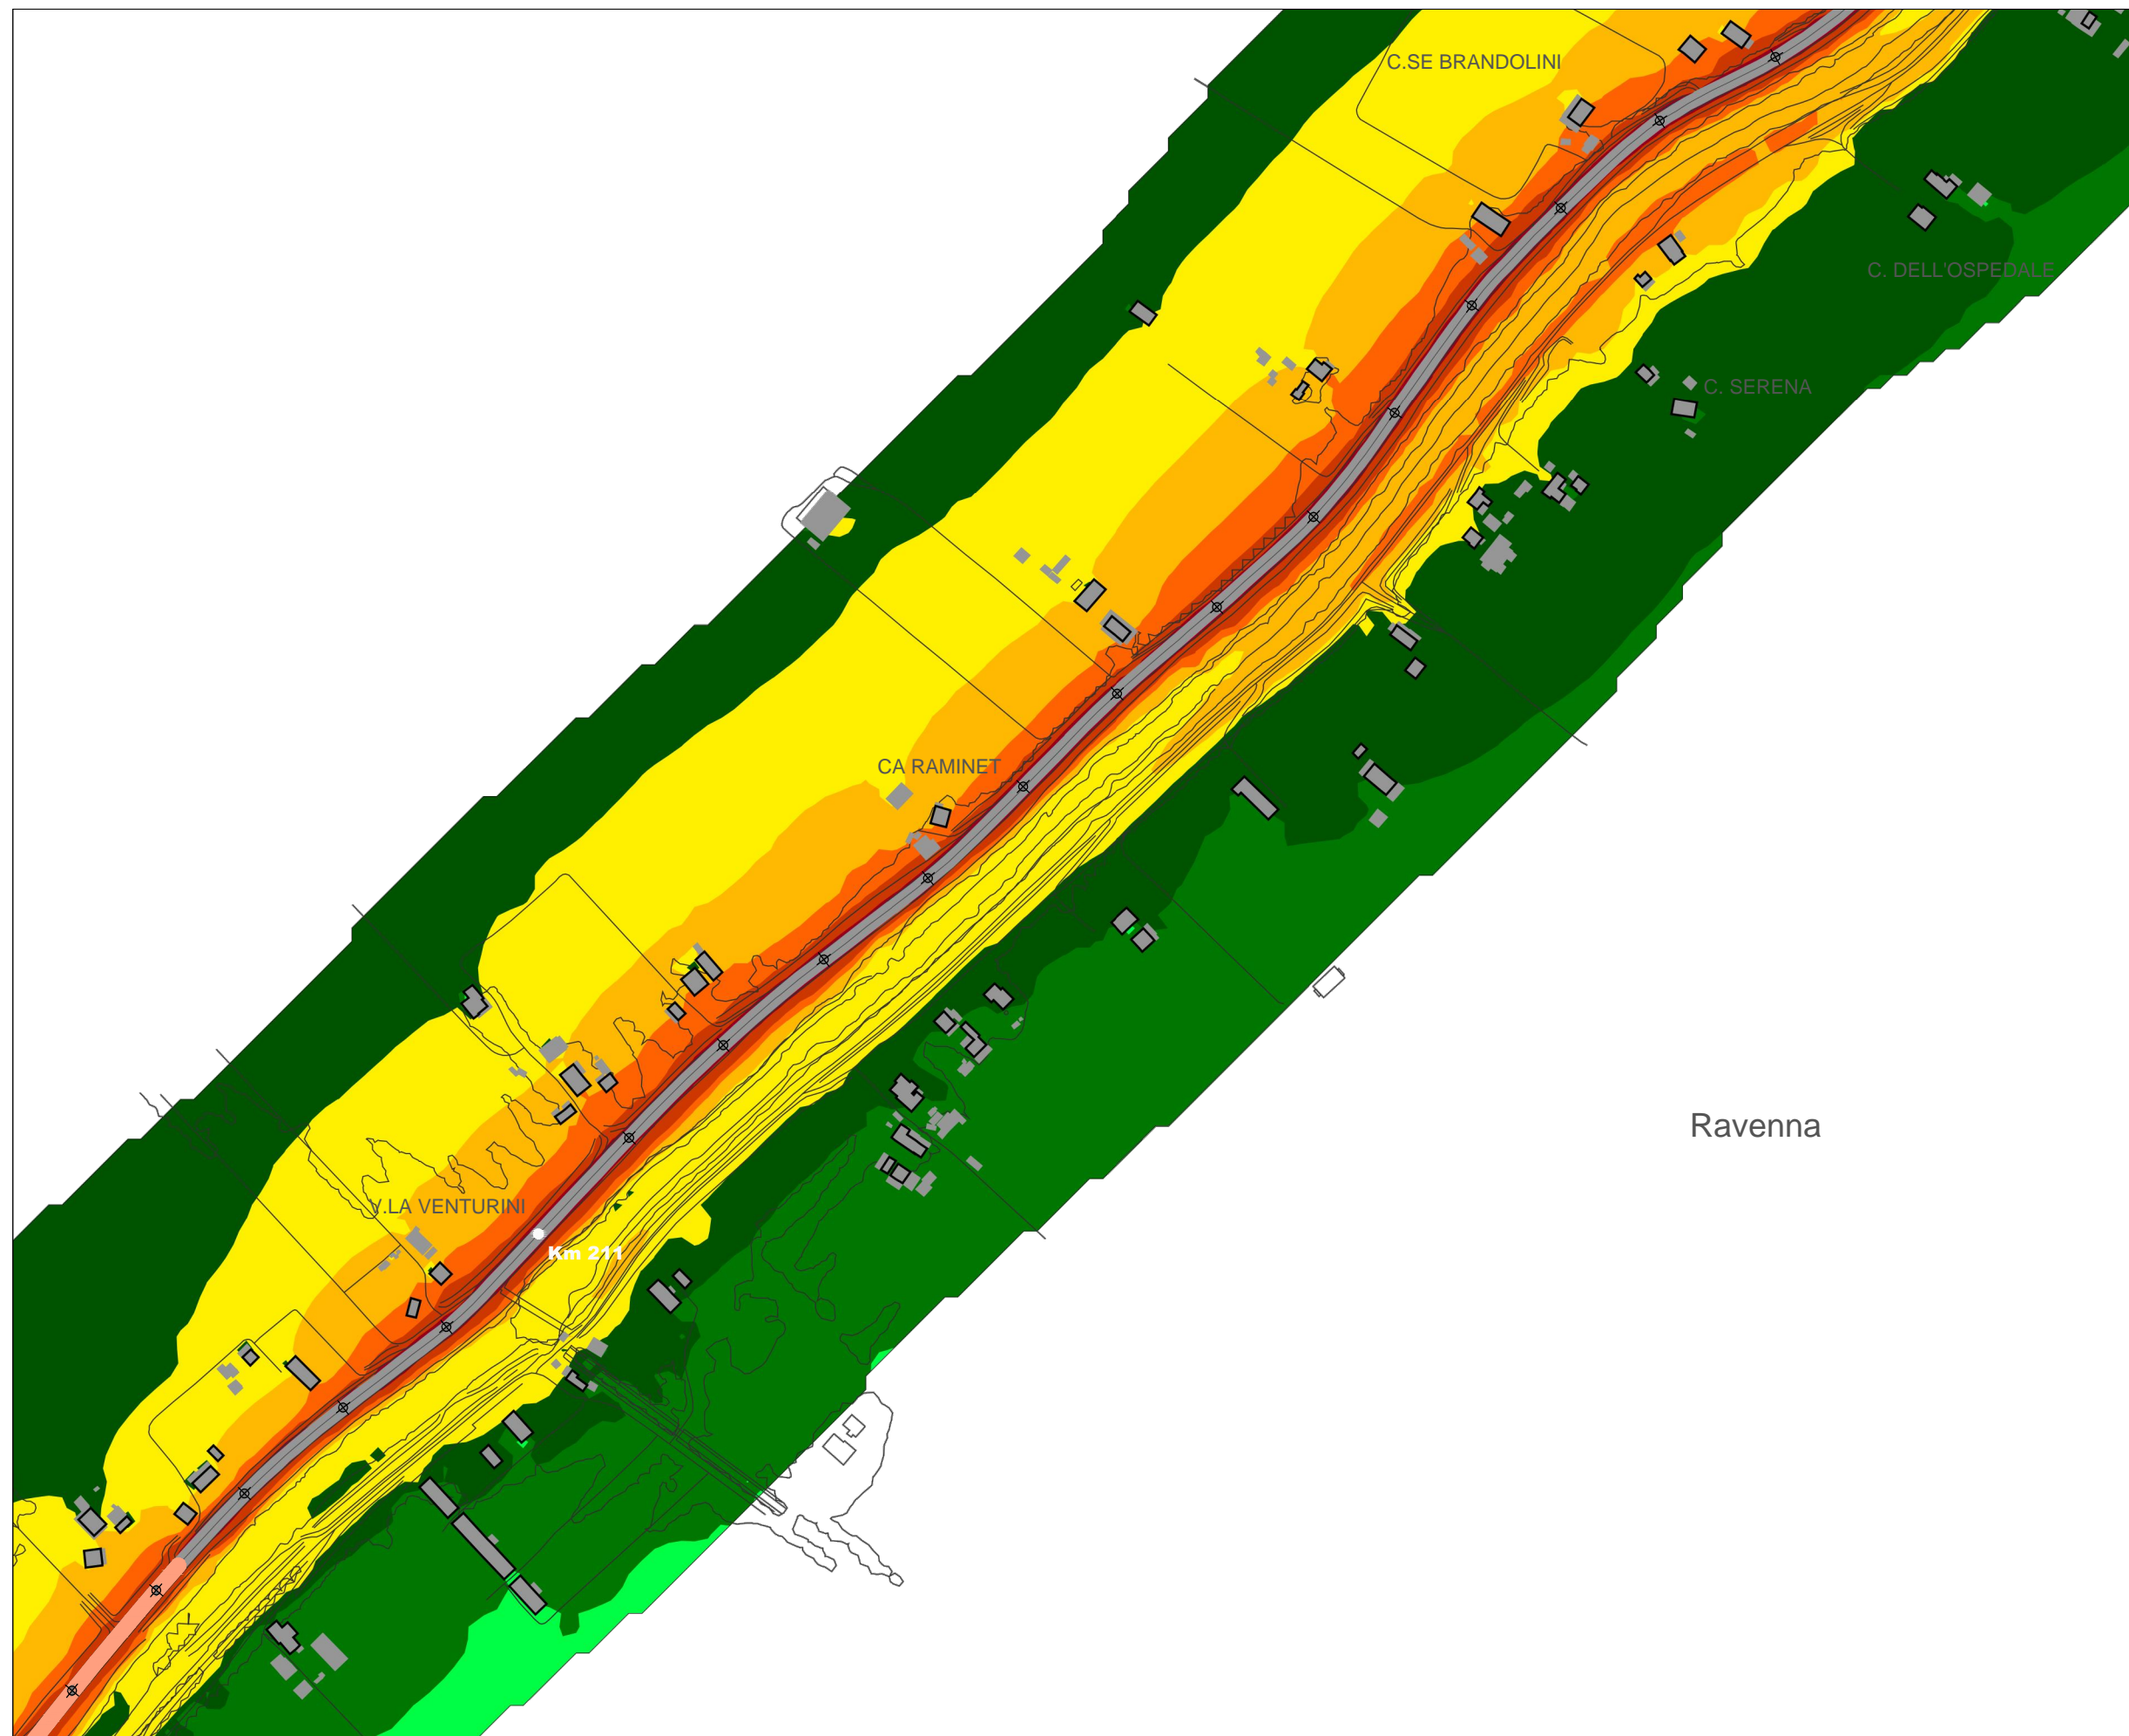 C.SE BRANDOLINI
C. DELL'OSPEDALE
C. SERENA
CA RAMINET
Ravenna
V.LA VENTURINI
Km 211